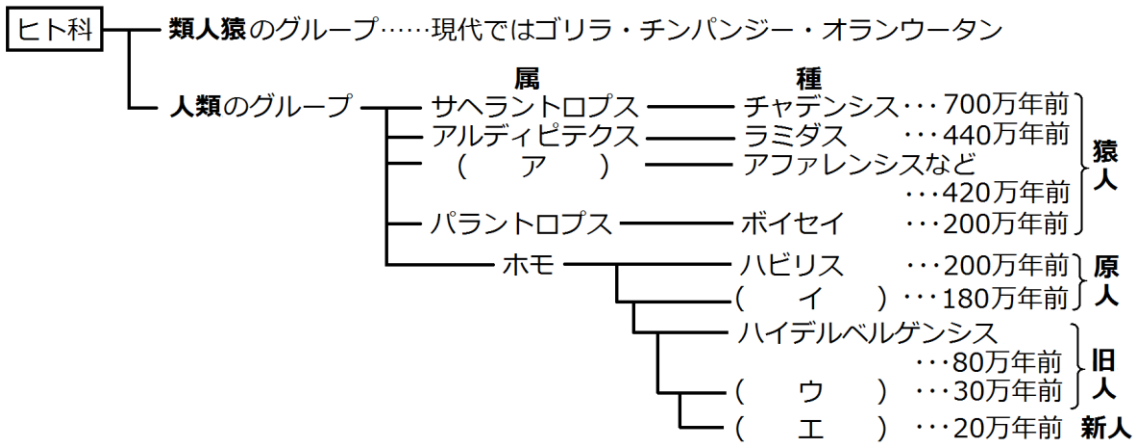 ヒト科 類人猿のグループ……現代ではゴリラ・チンパンジー・オランウータン
属 種
人類のグループ サヘラントロプス チャデンシス ···700万年前
アルディピテクス ラミダス ···440万年前
( ア ) アファレンシスなど
···420万年前
猿人
パラントロプス ボイセイ ···200万年前
ホモ ハビリス ···200万年前
( イ ) ···180万年前
原人
ハイデルベルゲンシス
···80万年前
( ウ ) ···30万年前
旧人
( エ ) ···20万年前 新人